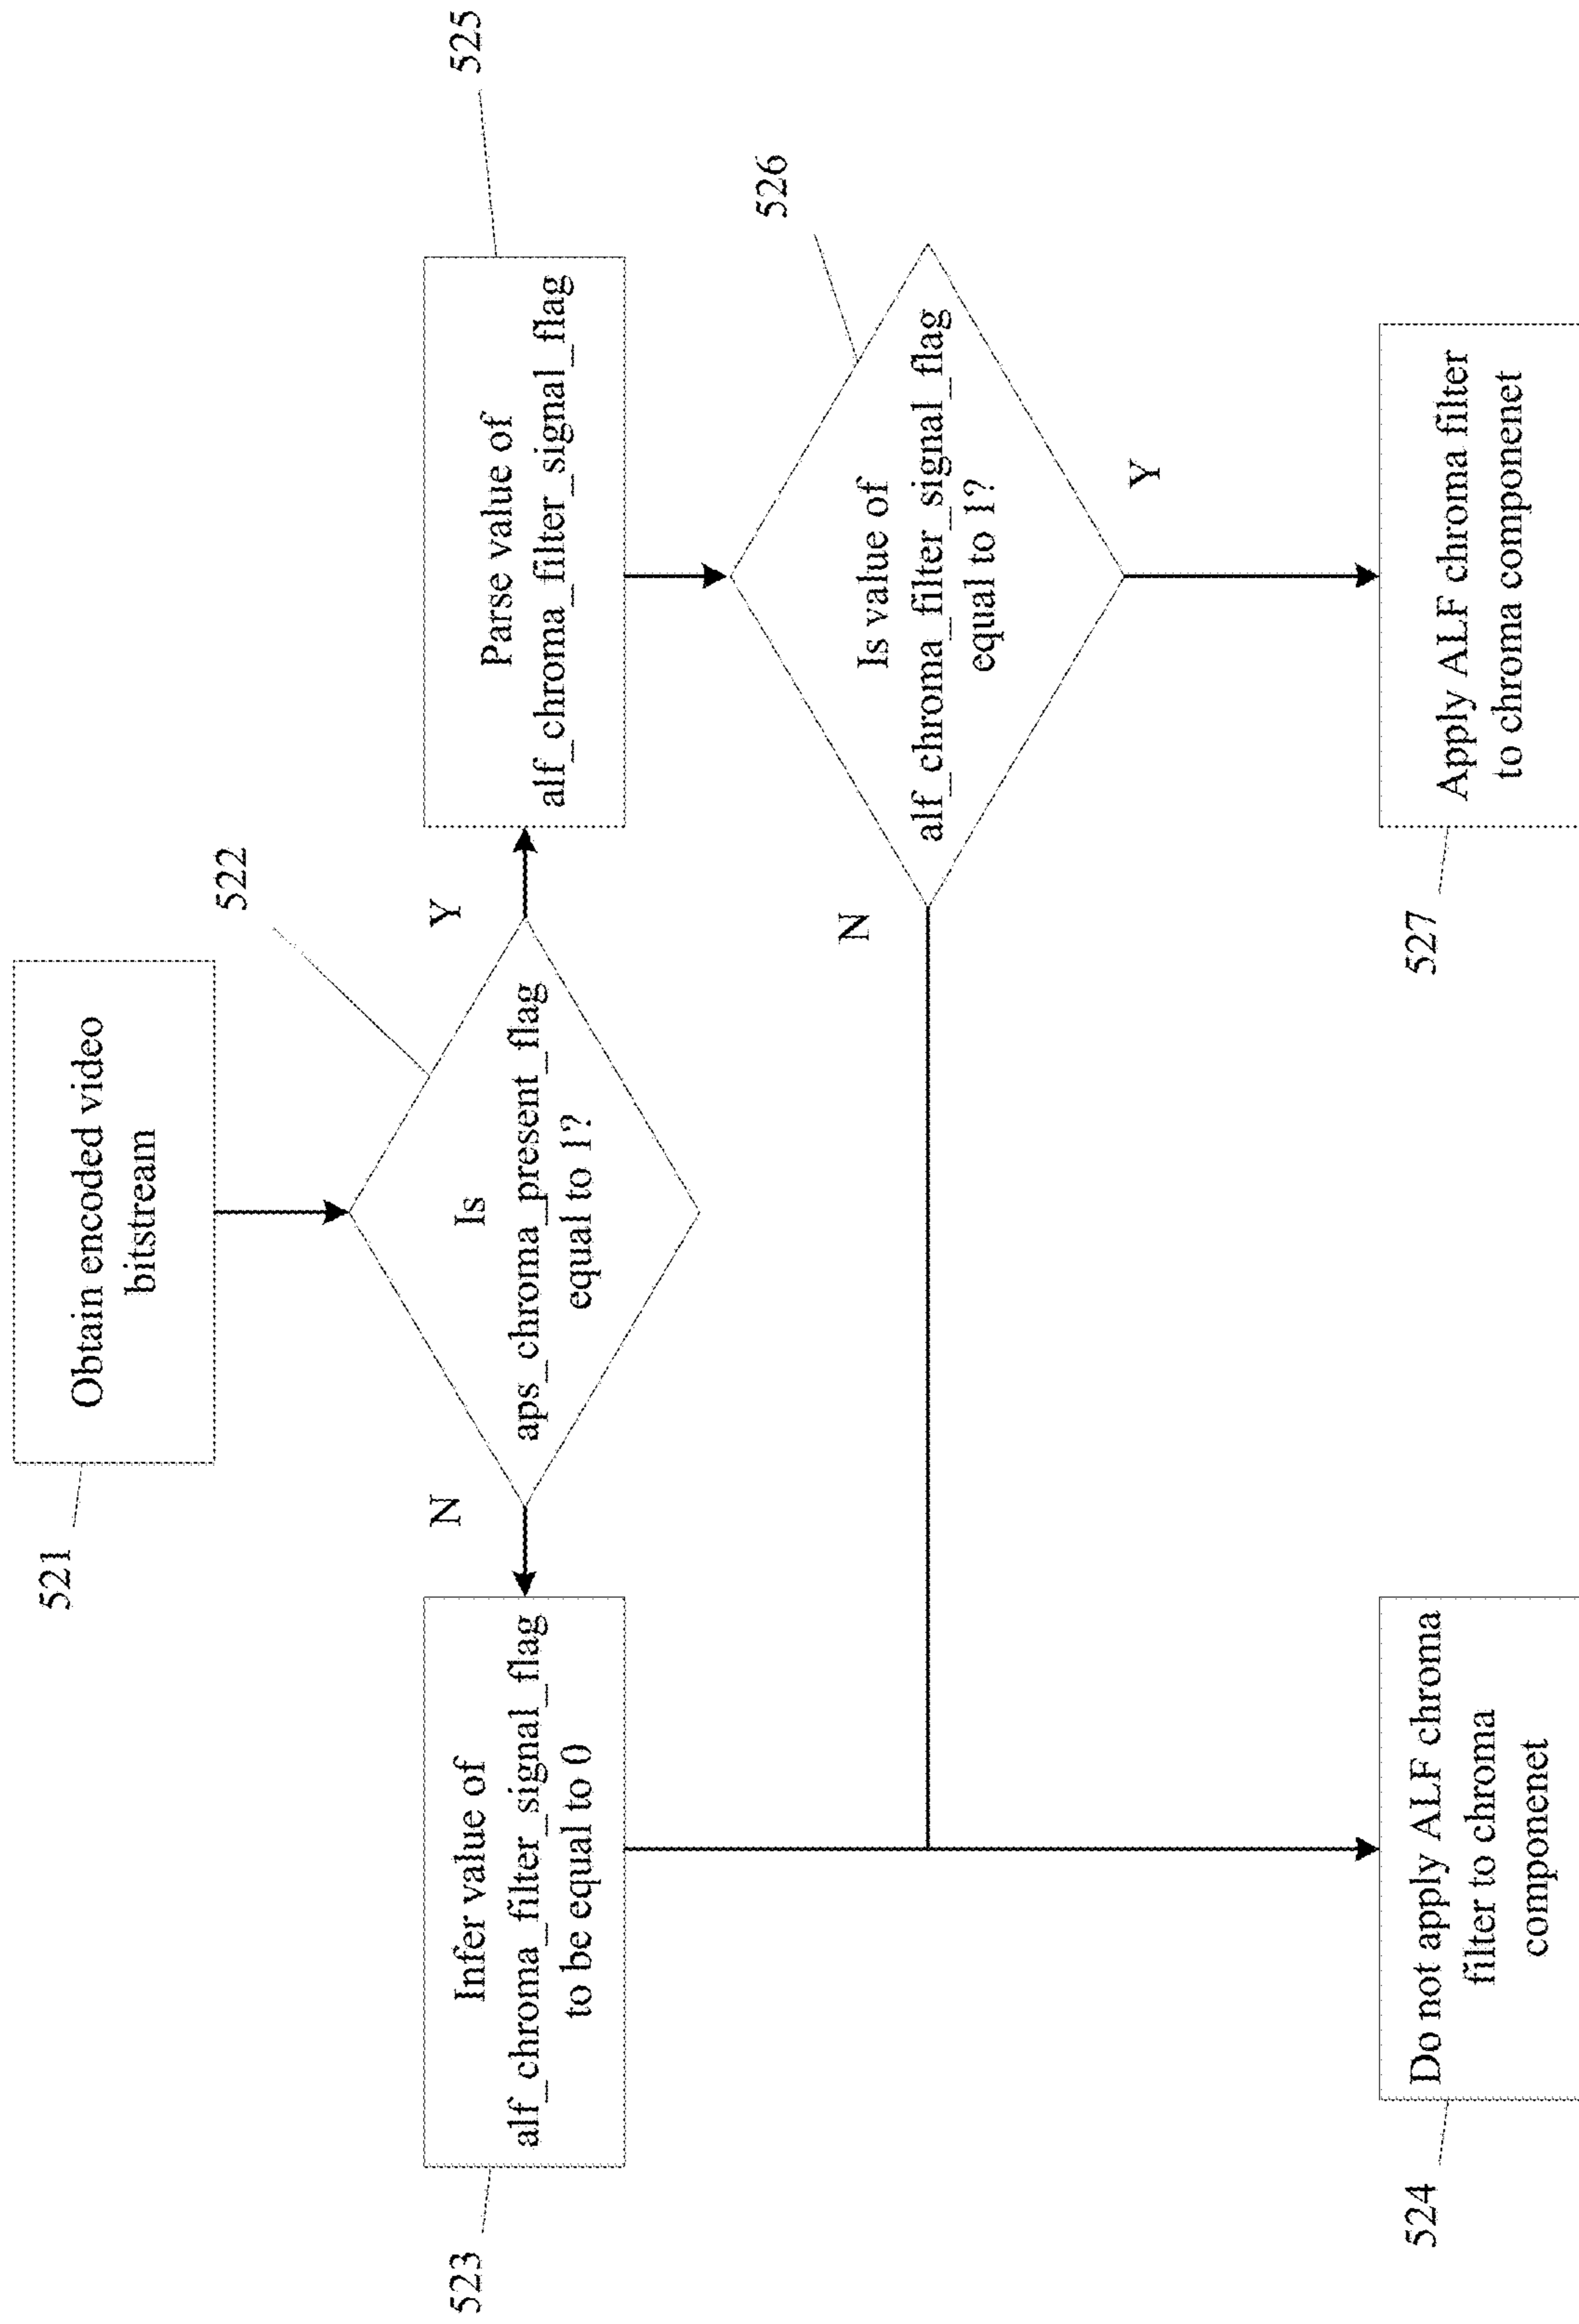 521
Obtain encoded video
bitstream
522
Is
aps_chroma_present_flag
equal to 1?
N
Y
523
Infer value of
alf_chroma_filter_signal_flag
to be equal to 0
Parse value of
alf_chroma_filter_signal_flag
525
526
Is value of
alf_chroma_filter_signal_flag
equal to 1?
N
Y
524
Do not apply ALF chroma
filter to chroma
componenet
527
Apply ALF chroma filter
to chroma componenet